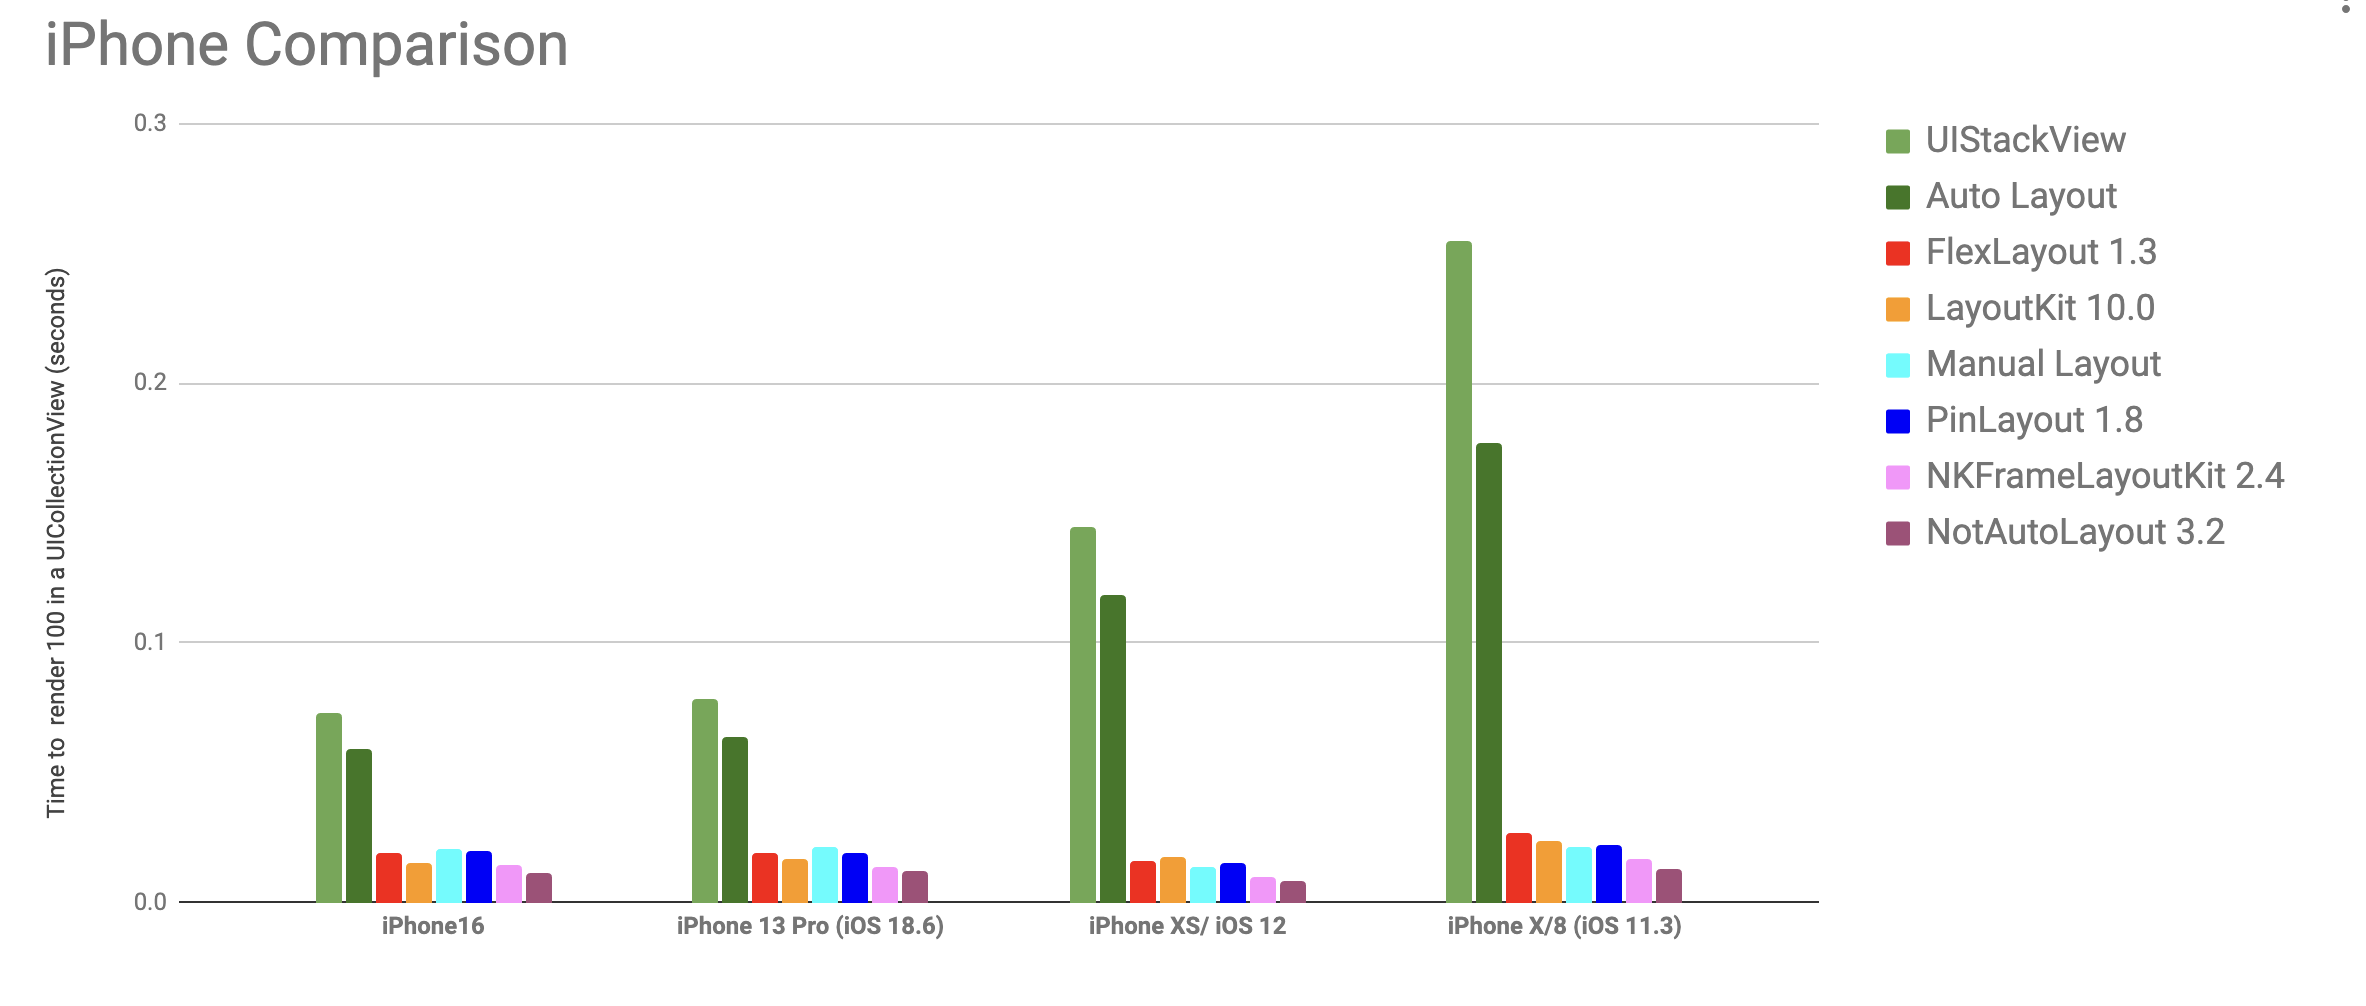 iPhone Comparison
0.3
0.2
0.1
0.0
Time to render 100 in a UICollectionView (seconds)
iPhone16
iPhone 13 Pro (iOS 18.6)
iPhone XS/ iOS 12
iPhone X/8 (iOS 11.3)
UIStackView
Auto Layout
FlexLayout 1.3
LayoutKit 10.0
Manual Layout
PinLayout 1.8
NKFrameLayoutKit 2.4
NotAutoLayout 3.2